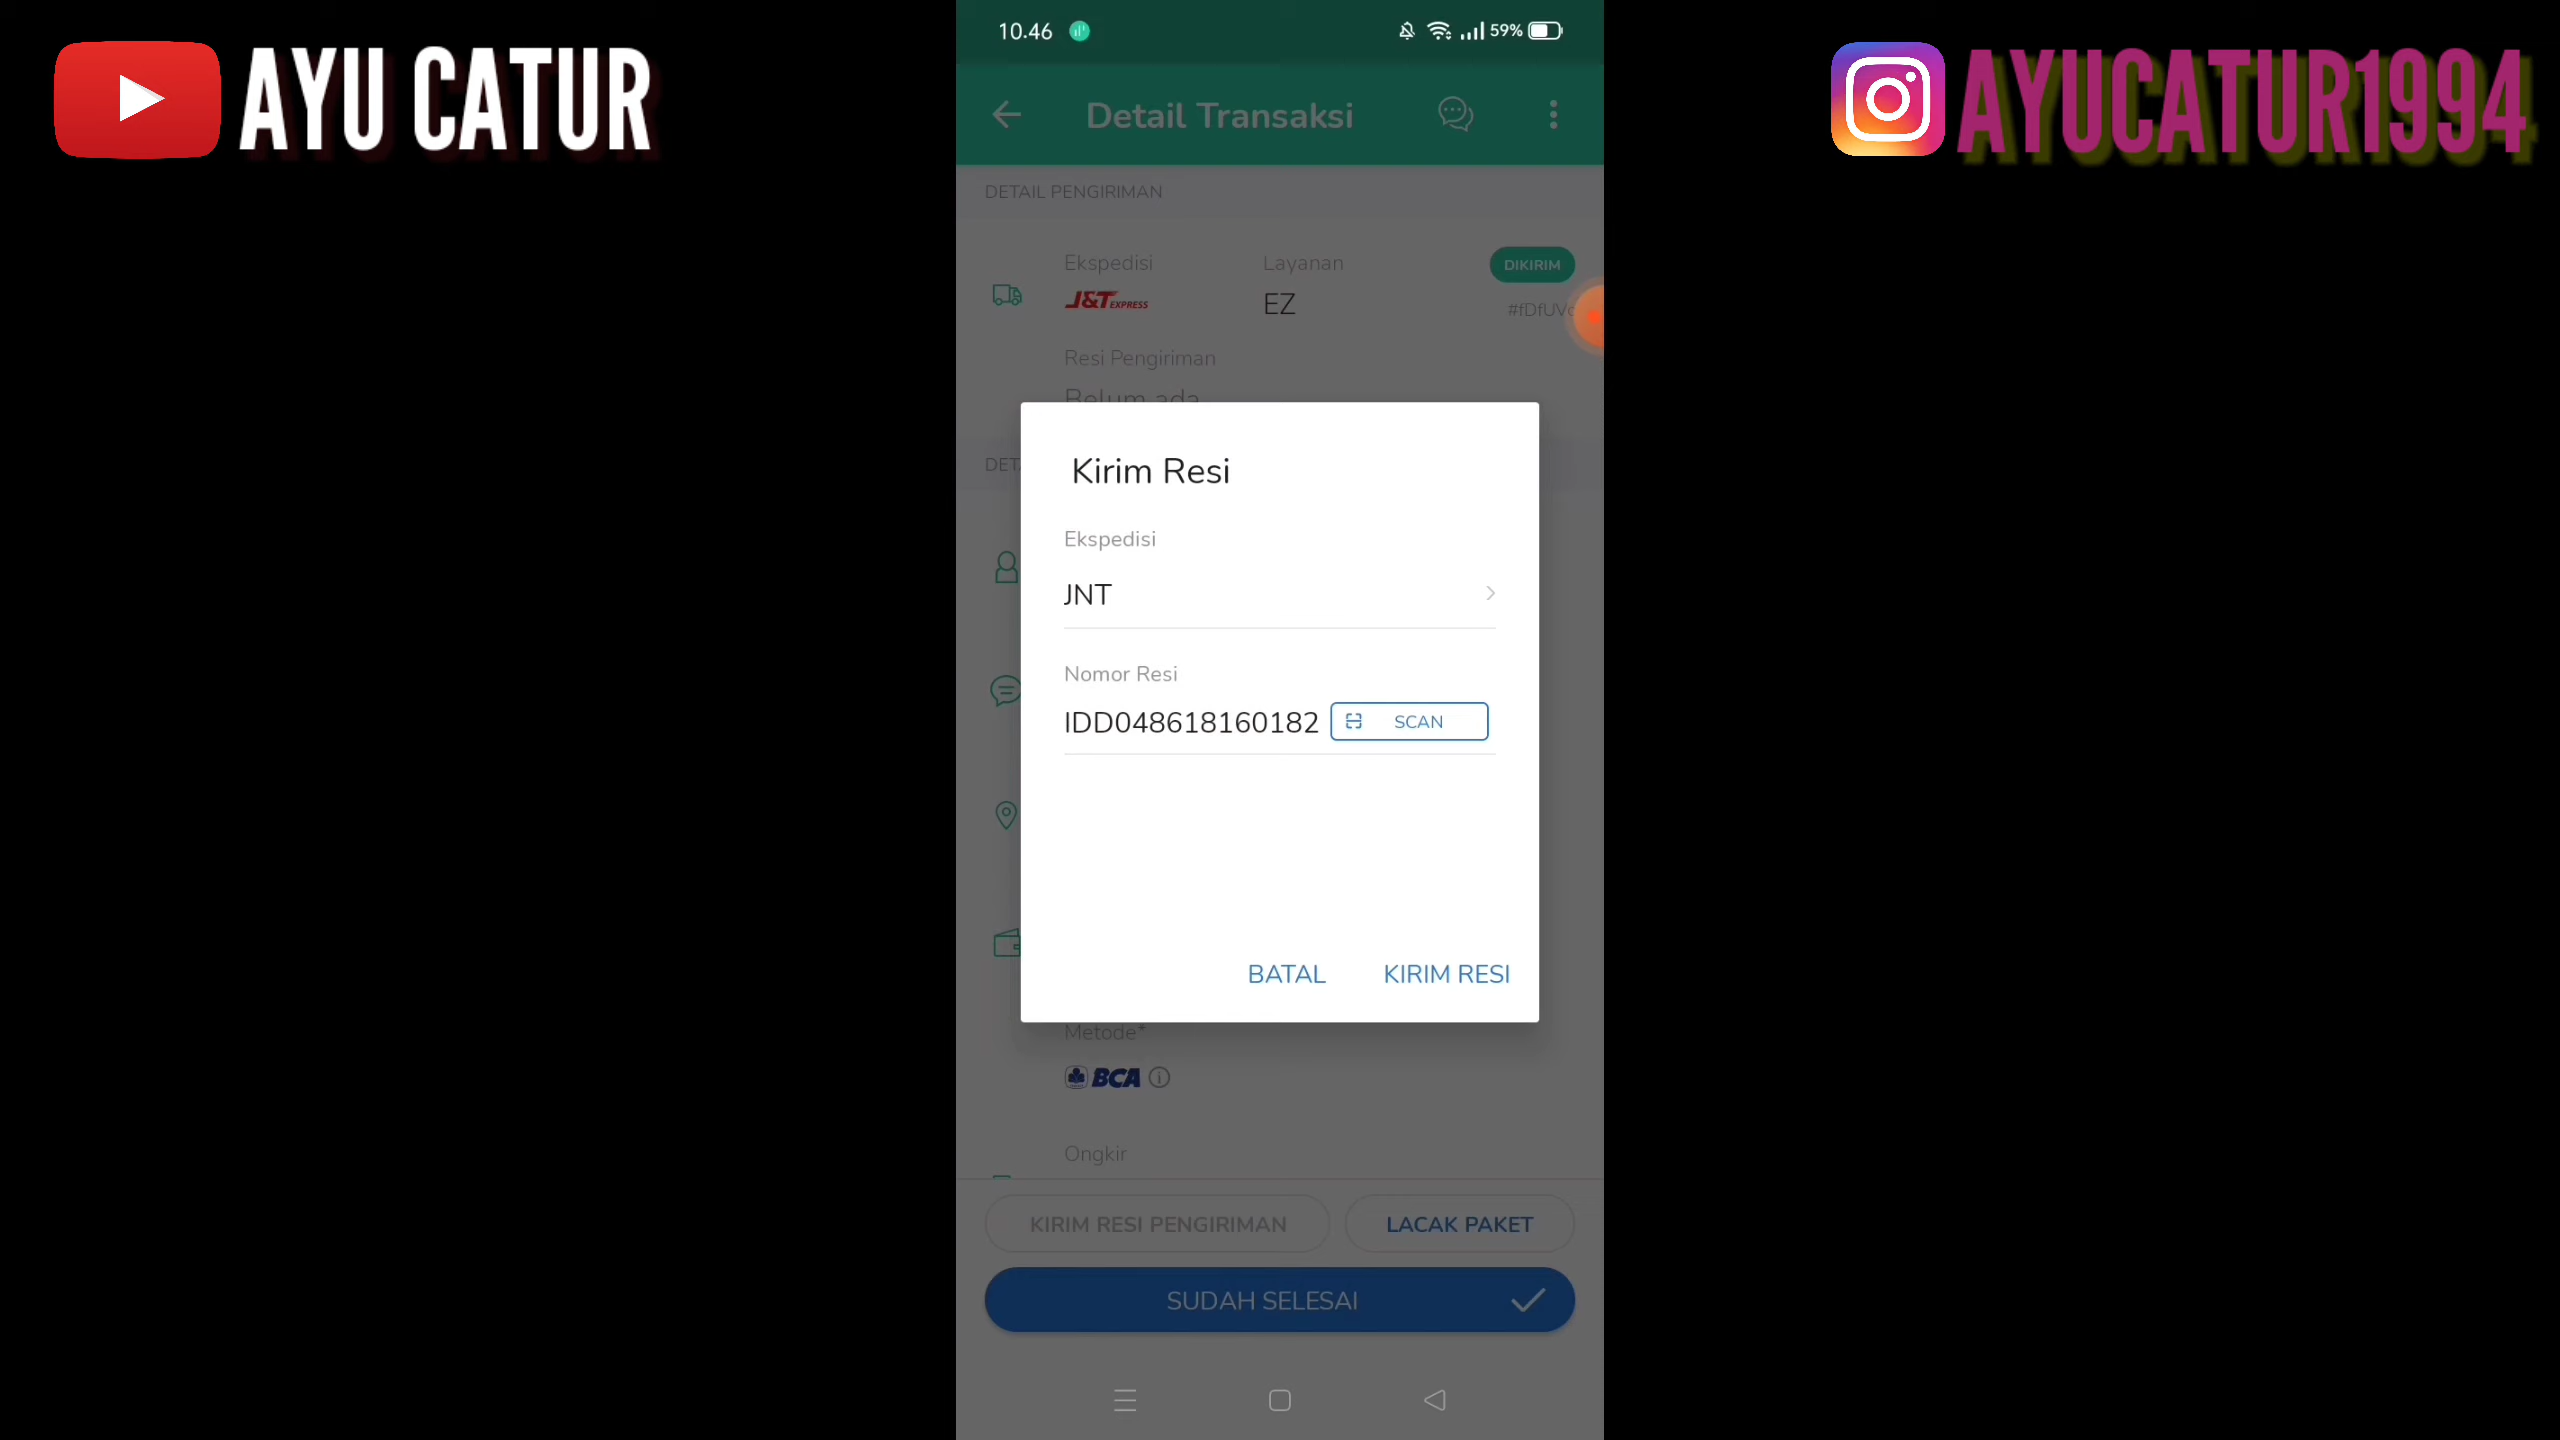 AYU CATUR
AYUCATUR1994
10.46
59%
Detail Transaksi
DETAIL PENGIRIMAN
Ekspedisi
Layanan
DIKIRIM
J&T EXPRESS
EZ
Resi Pengiriman
Belum ada
Kirim Resi
Ekspedisi
JNT
Nomor Resi
IDD048618160182
SCAN
BATAL
KIRIM RESI
Metode*
BCA
Ongkir
KIRIM RESI PENGIRIMAN
LACAK PAKET
SUDAH SELESAI